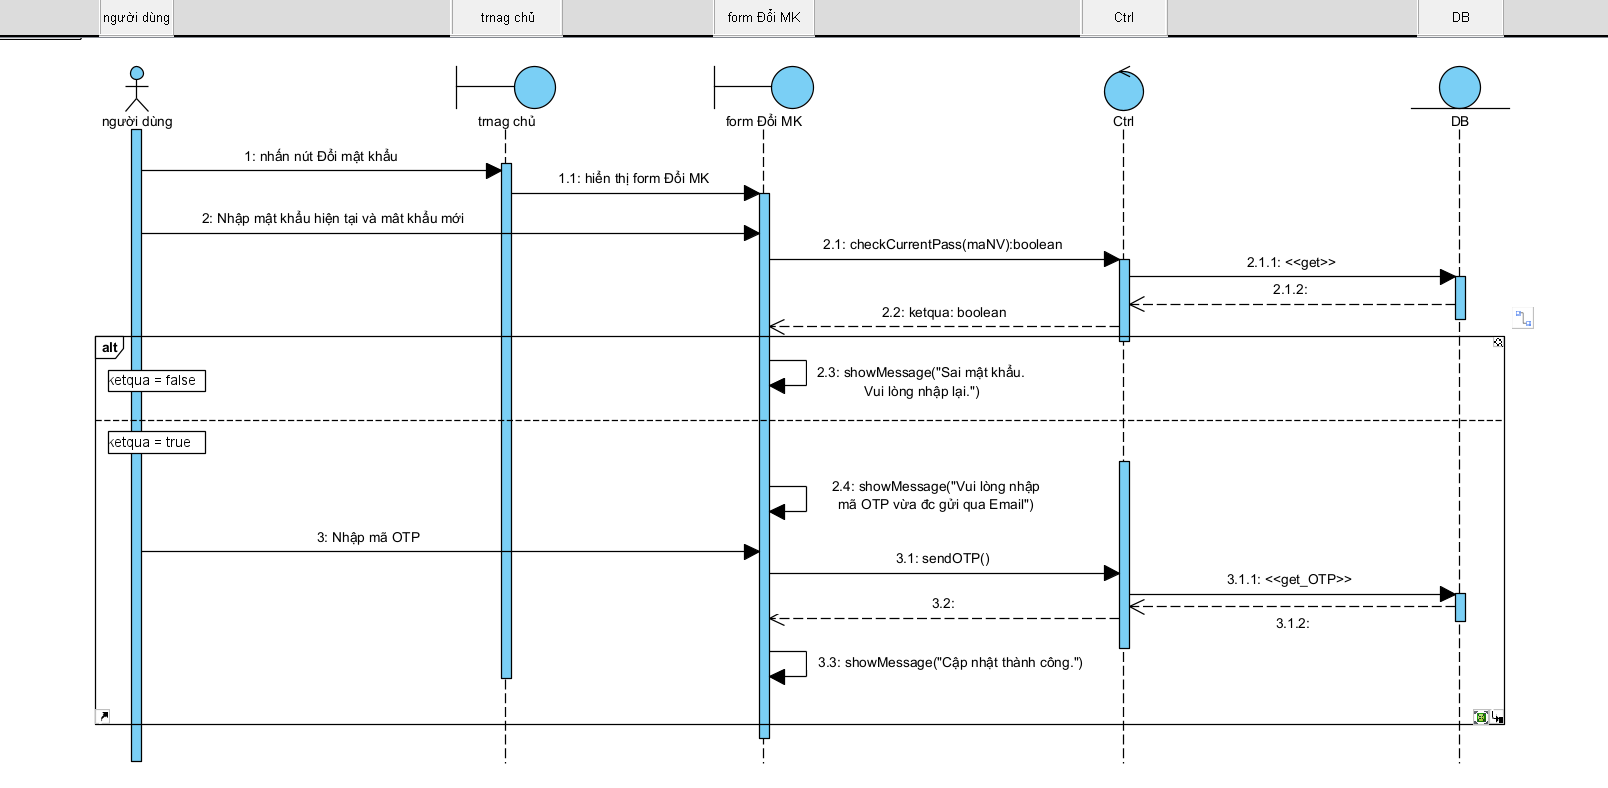 người dùng
trnag chủ
form Đổi MK
Ctrl
DB
người dùng
trnag chủ
form Đổi MK
Ctrl
DB
1: nhấn nút Đổi mật khẩu
1.1: hiển thị form Đổi MK
2: Nhập mật khẩu hiện tại và mât khẩu mới
2.1: checkCurrentPass(maNV):boolean
2.1.1: <<get>>
2.1.2:
2.2: ketqua: boolean
alt
ketqua = false
2.3: showMessage("Sai mật khẩu.
Vui lòng nhập lại.")
ketqua = true
2.4: showMessage("Vui lòng nhập
mã OTP vừa đc gửi qua Email")
3: Nhập mã OTP
3.1: sendOTP()
3.1.1: <<get_OTP>>
3.2:
3.1.2:
3.3: showMessage("Cập nhật thành công.")